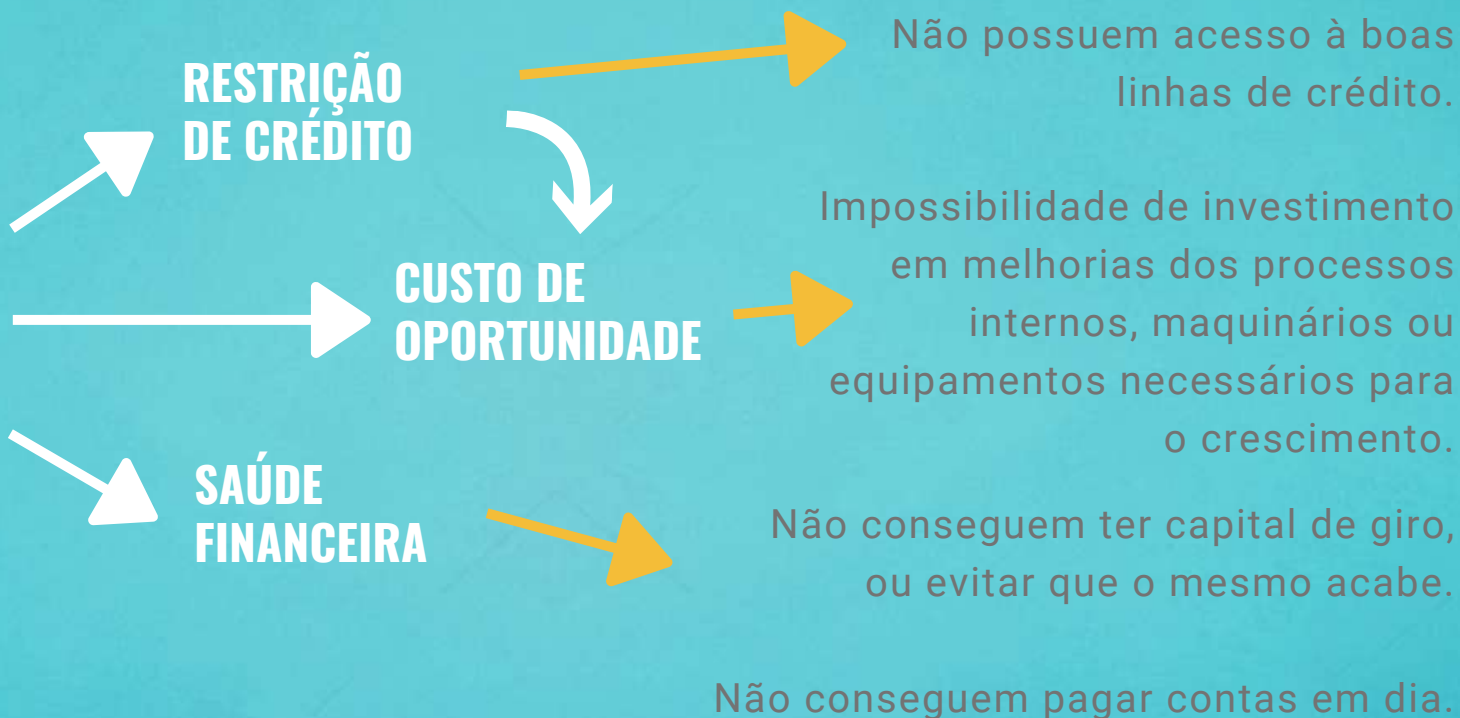 RESTRIÇÃO
DE CRÉDITO
Não possuem acesso à boas
linhas de crédito.
CUSTO DE
OPORTUNIDADE
Impossibilidade de investimento
em melhorias dos processos
internos, maquinários ou
equipamentos necessários para
o crescimento.
SAÚDE
FINANCEIRA
Não conseguem ter capital de giro,
ou evitar que o mesmo acabe.
Não conseguem pagar contas em dia.